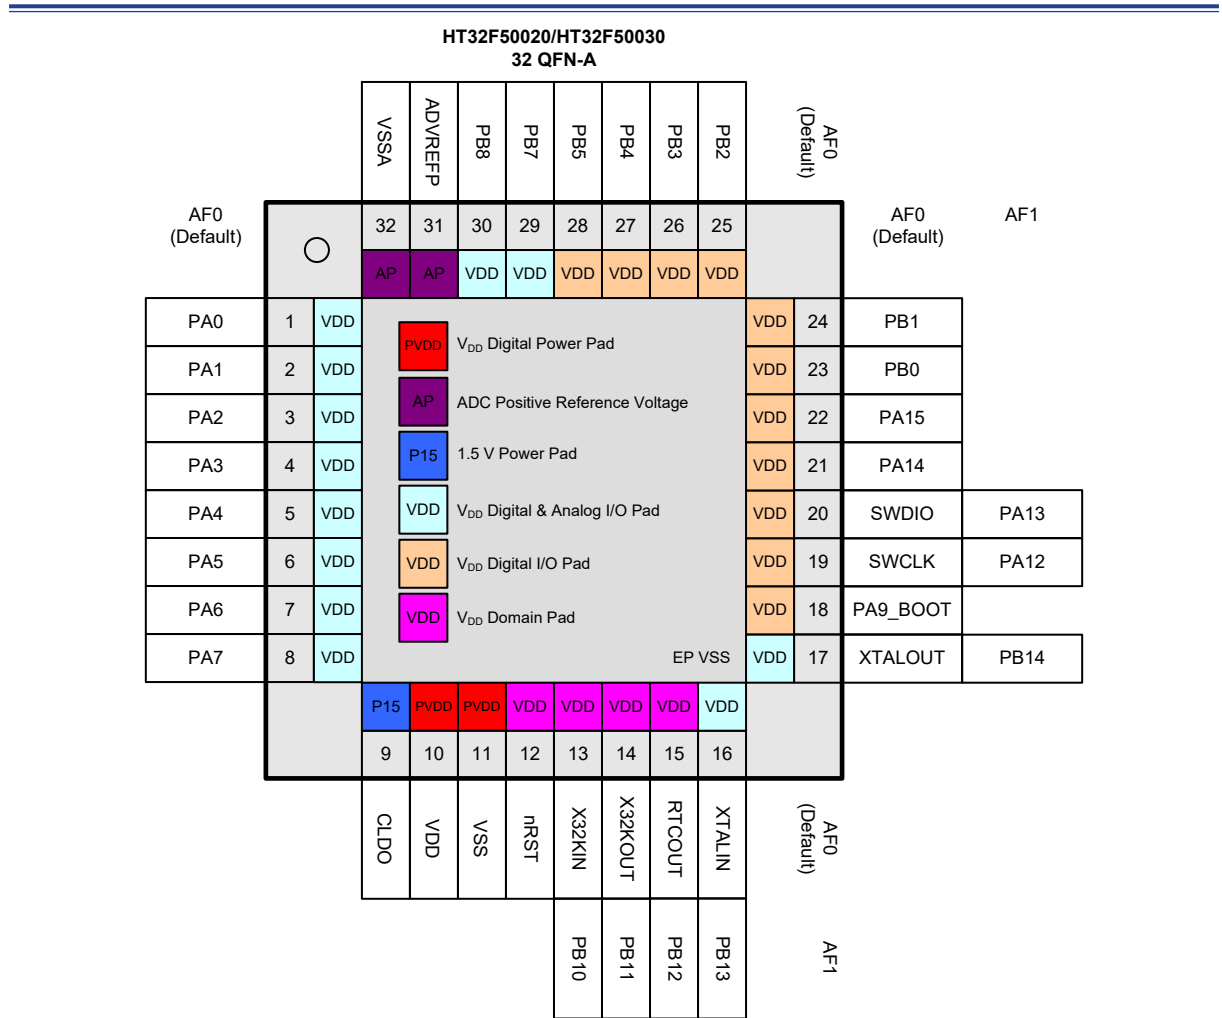 HT32F50020/HT32F50030
32 QFN-A
VSSA
ADVREFP
PB8
PB7
PB5
PB4
PB3
PB2
AF0
(Default)
AF0
(Default)
32 31 30 29 28 27 26 25
AF0
(Default)
AF1
AP AP VDD VDD VDD VDD VDD VDD
PA0 1 VDD
VDD 24 PB1
PA1 2 VDD
VDD 23 PB0
PA2 3 VDD
VDD 22 PA15
PA3 4 VDD
VDD 21 PA14
PA4 5 VDD
VDD 20 SWDIO PA13
PA5 6 VDD
VDD 19 SWCLK PA12
PA6 7 VDD
VDD 18 PA9_BOOT
PA7 8 VDD
VDD 17 XTALOUT PB14
PVDD VDD Digital Power Pad
AP ADC Positive Reference Voltage
P15 1.5 V Power Pad
VDD VDD Digital & Analog I/O Pad
VDD VDD Digital I/O Pad
VDD VDD Domain Pad
EP VSS
P15 PVDD PVDD VDD VDD VDD VDD VDD
9 10 11 12 13 14 15 16
CLDO
VDD
VSS
nRST
X32KIN
X32KOUT
RTCOUT
XTALIN
AF0
(Default)
PB10
PB11
PB12
PB13
AF1